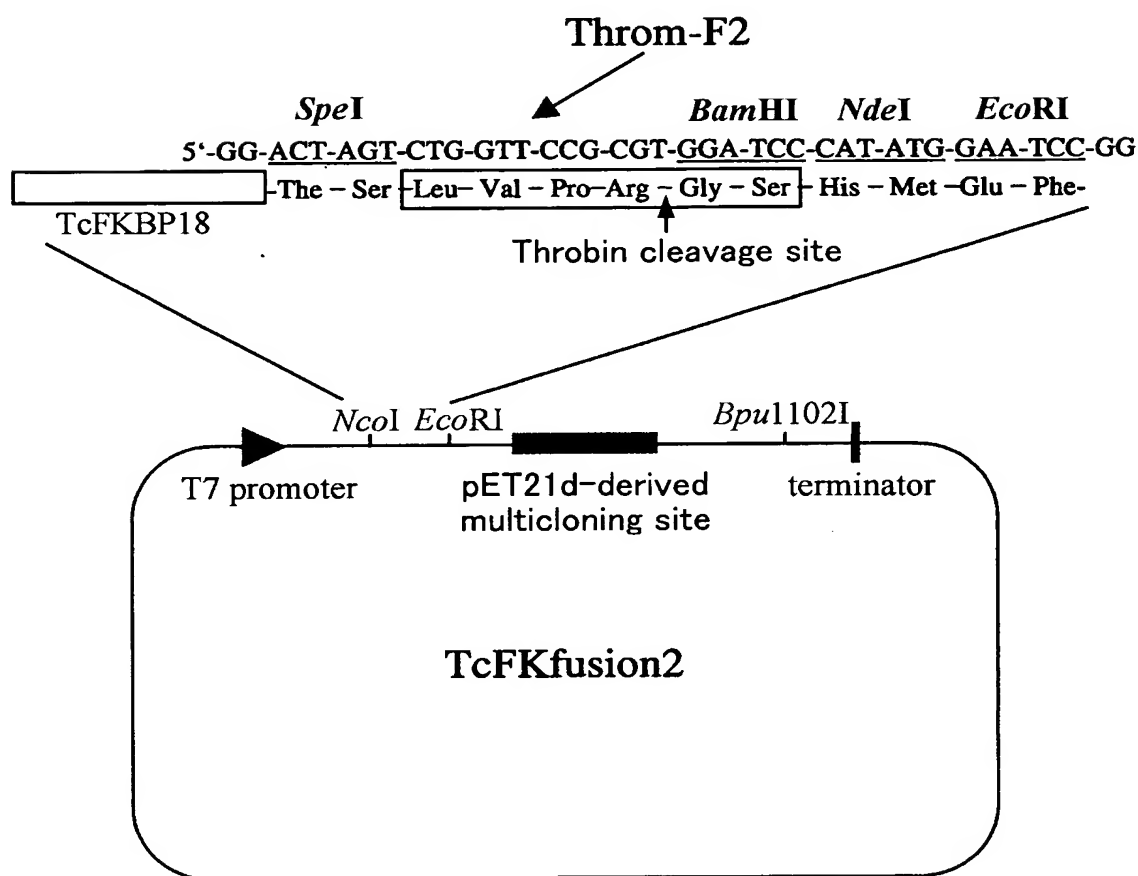 Throm-F2
SpeI BamHI NdeI EcoRI
5'-GG-ACT-AGT-CTG-GTT-CCG-CGT-GGA-TCC-CAT-ATG-GAA-TCC-GG
-The-Ser-Leu-Val-Pro-Arg-Gly-Ser-His-Met-Glu-Phe-
TcFKBP18
Throbin cleavage site
NcoI EcoRI Bpu1102I
T7 promoter
pET21d-derived
multicloning site
terminator
TcFKfusion2